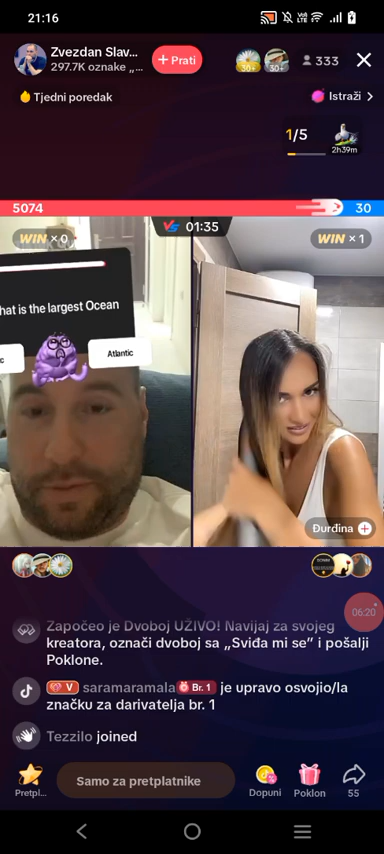 21:16
Zvezdan Slav...
297.7K oznake „...
+ Prati
30+
30+
333
Tjedni poredak
Istraži
1/5
2h39m
5074
30
WIN × 0
VS 01:35
WIN × 1
hat is the largest Ocean
c
Atlantic
Đurđina
06:20
Započeo je Dvoboj UŽIVO! Navijaj za svojeg
kreatora, označi dvoboj sa „Sviđa mi se” i pošalji
Poklone.
V saramaramala Br. 1 je upravo osvojio/la
značku za darivatelja br. 1
Tezzilo joined
Pretpl...
Samo za pretplatnike
Dopuni
Poklon
55